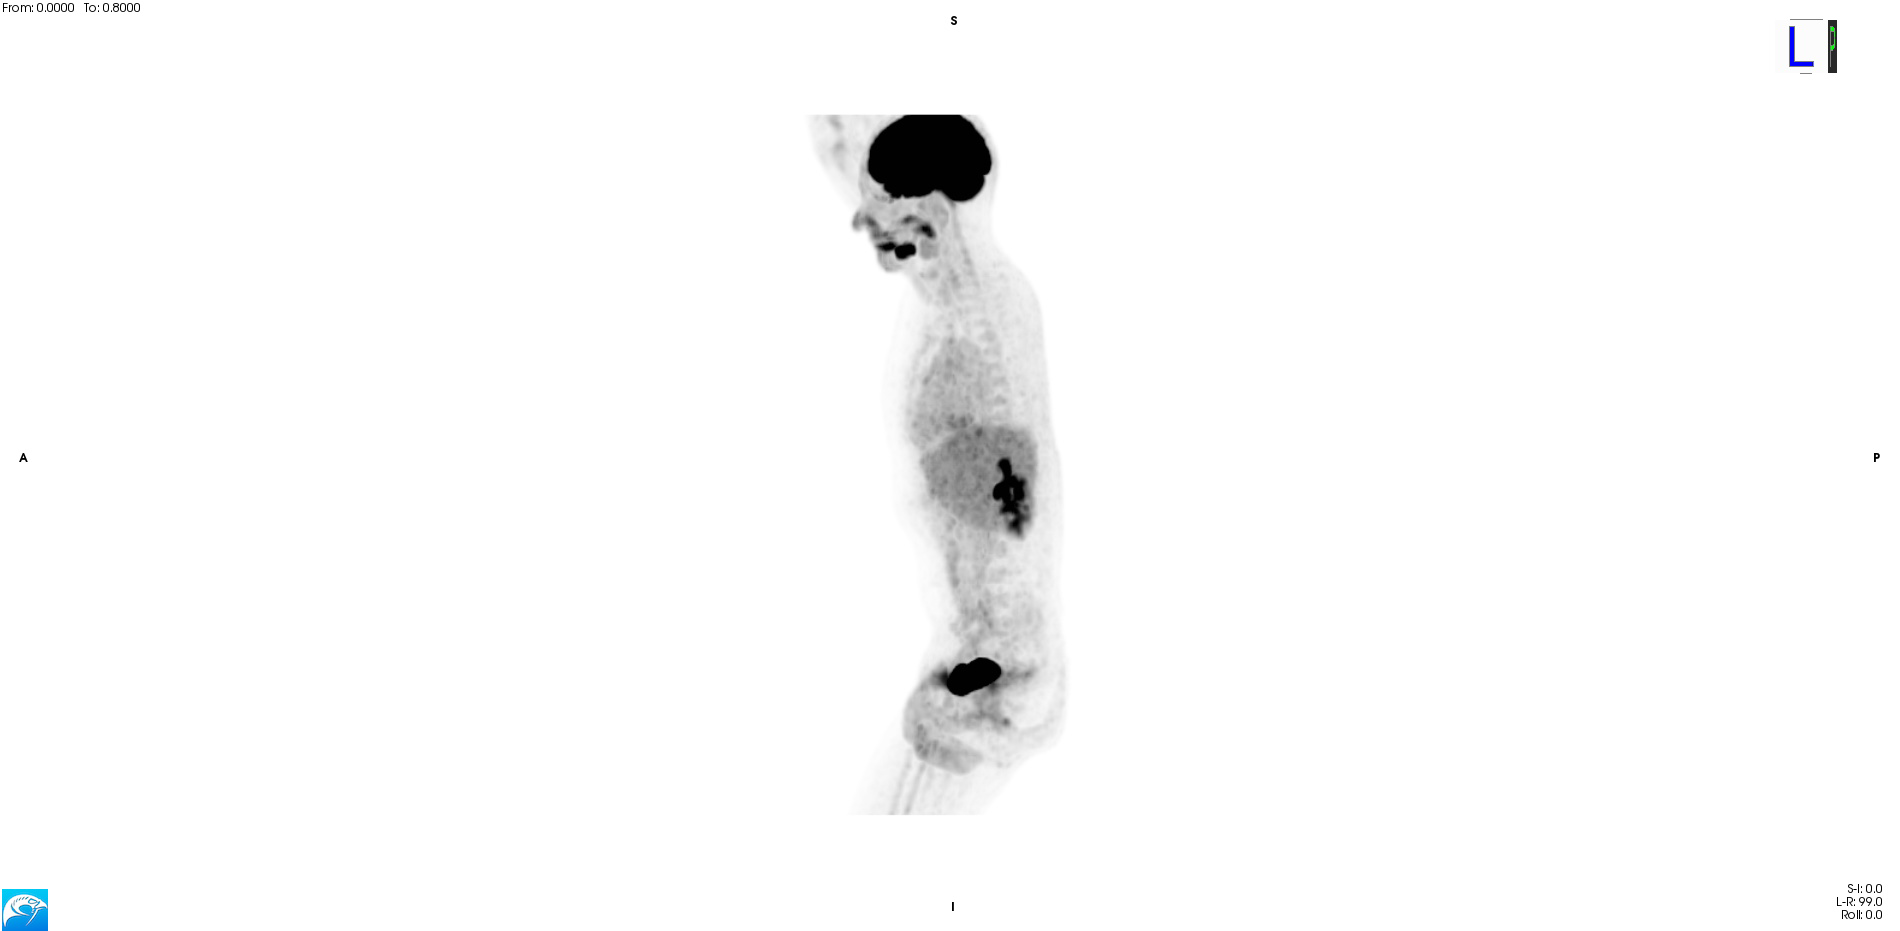 From: 0.0000 To: 0.8000
S
L P
A
P
I
S-I: 0.0
L-R: 99.0
Roll: 0.0